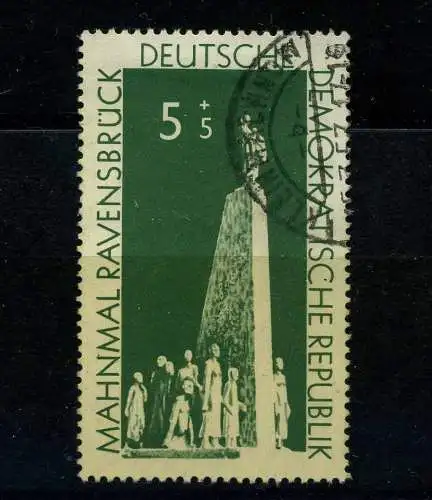 MAHNMAL RAVENSBRÜCK
DEUTSCHE
DEMOKRATISCHE REPUBLIK
5 + 5